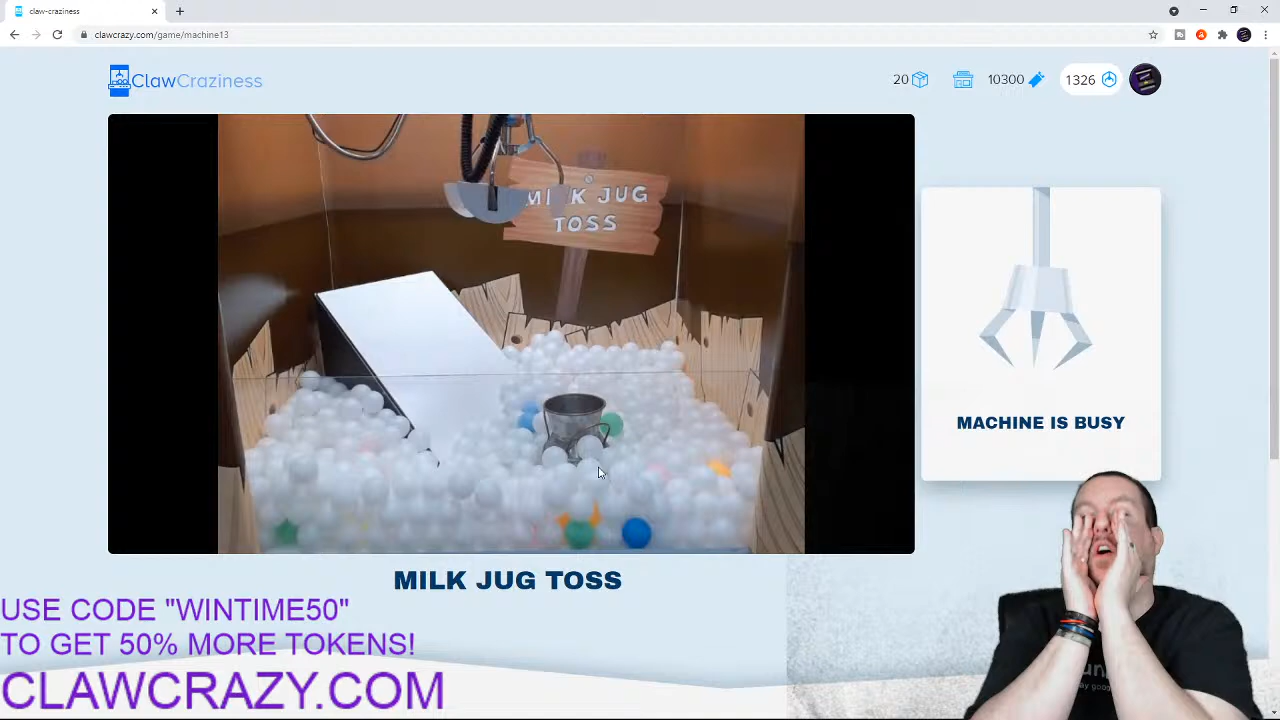 claw-craziness
clawcrazy.com/game/machine13
ClawCraziness
20
10300
1326
MILK JUG
TOSS
MACHINE IS BUSY
MILK JUG TOSS
USE CODE "WINTIME50"
TO GET 50% MORE TOKENS!
CLAWCRAZY.COM